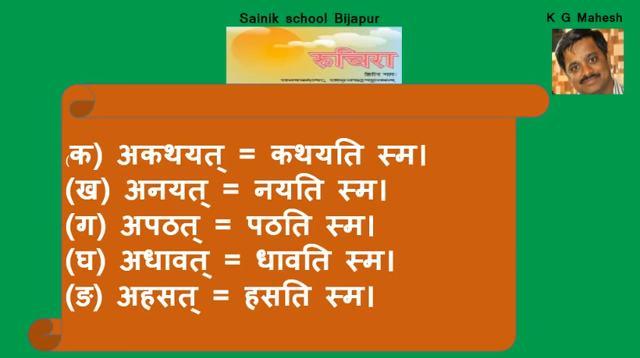 Sainik school Bijapur
K G Mahesh
रुचिरा
(क) अकथयत् = कथयति स्म।
(ख) अनयत् = नयति स्म।
(ग) अपठत् = पठति स्म।
(घ) अधावत् = धावति स्म।
(ङ) अहसत् = हसति स्म।